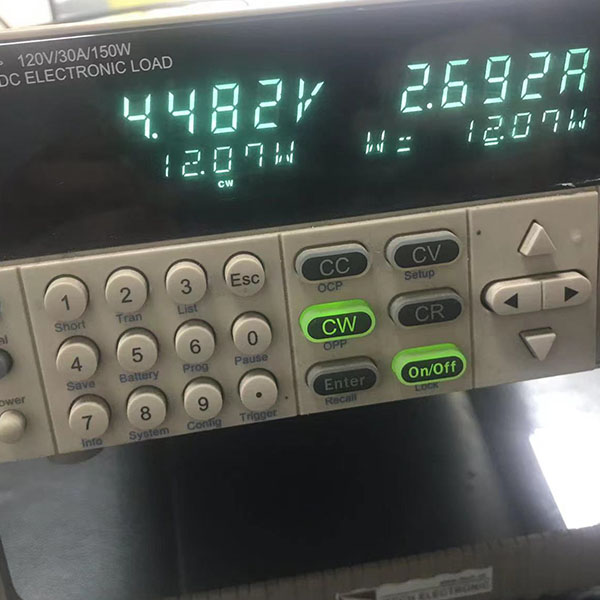 120V/30A/150W
DC ELECTRONIC LOAD
4.482V 2.692A
12.07W W= 12.07W
CW
1 2 3 Esc
Short Tran List
4 5 6 0
Save Battery Prog Pause
7 8 9 .
Info System Config Trigger
CC CV
OCP Setup
CW CR
OPP
Enter On/Off
Recall Lock